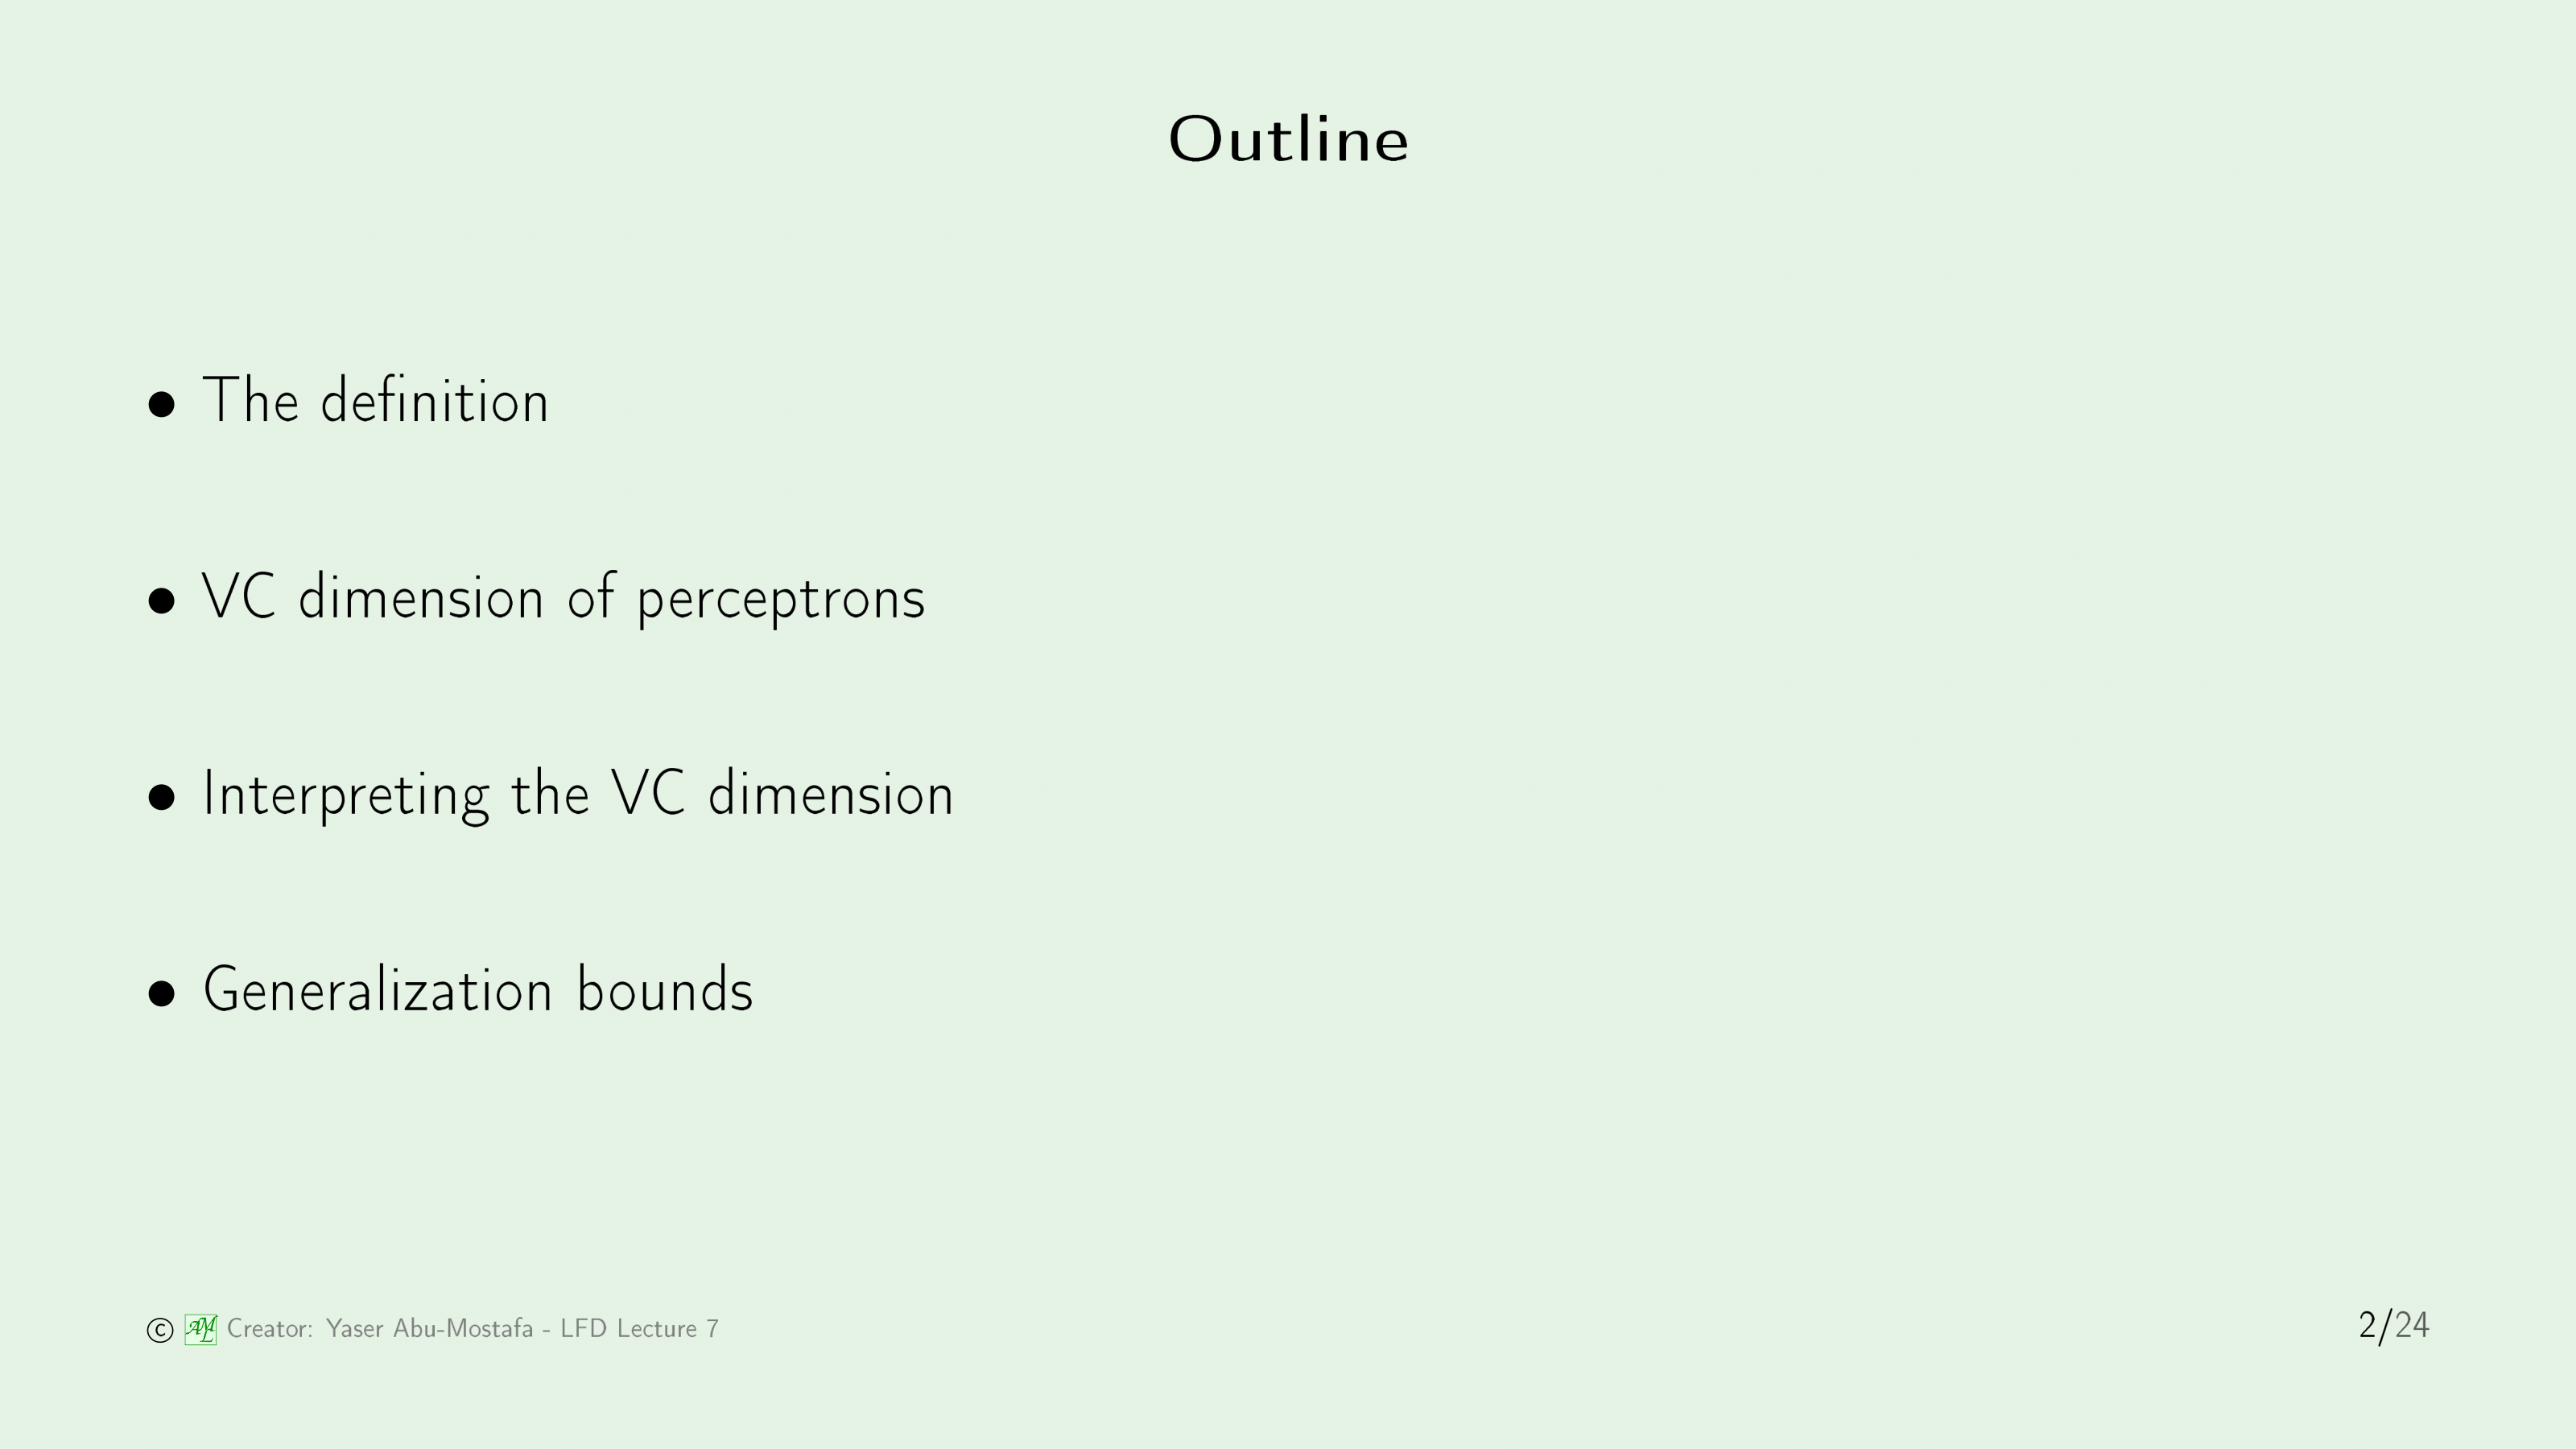 Outline
• The definition
• VC dimension of perceptrons
• Interpreting the VC dimension
• Generalization bounds
© AML Creator: Yaser Abu-Mostafa - LFD Lecture 7
2/24